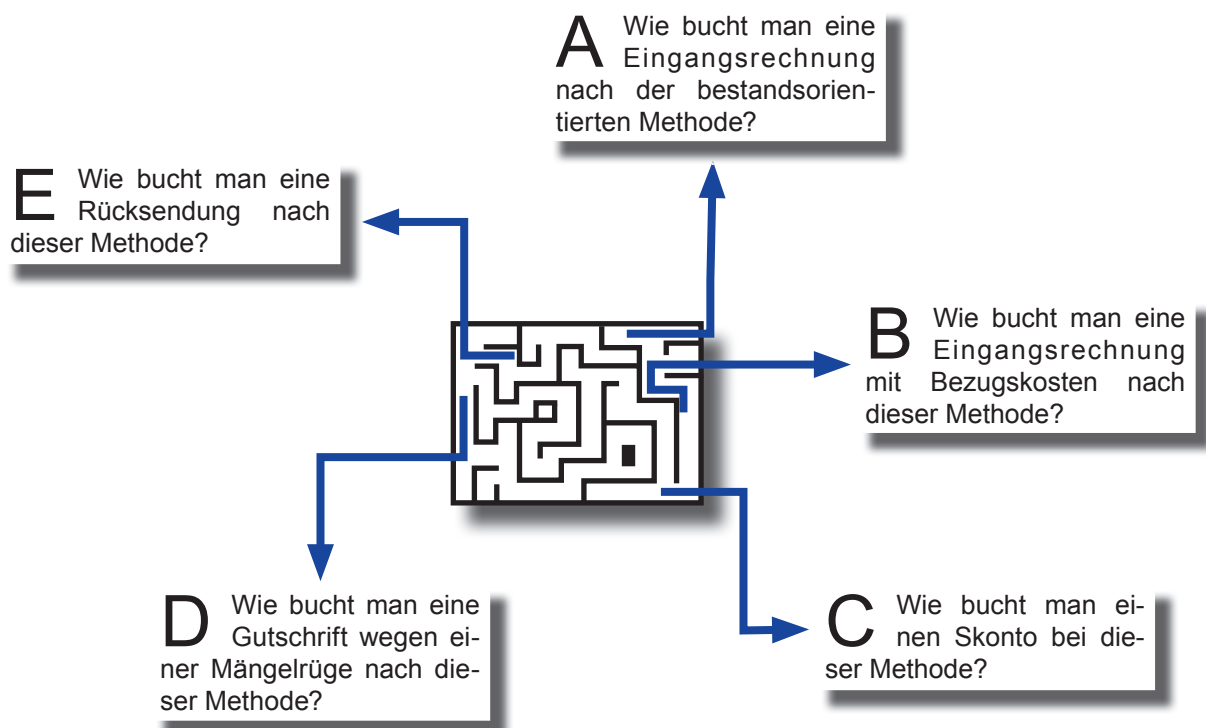 A Wie bucht man eine
Eingangsrechnung
nach der bestandsorien-
tierten Methode?
E Wie bucht man eine
Rücksendung nach
dieser Methode?
B Wie bucht man eine
Eingangsrechnung
mit Bezugskosten nach
dieser Methode?
D Wie bucht man eine
Gutschrift wegen ei-
ner Mängelrüge nach die-
ser Methode?
C Wie bucht man ei-
nen Skonto bei die-
ser Methode?